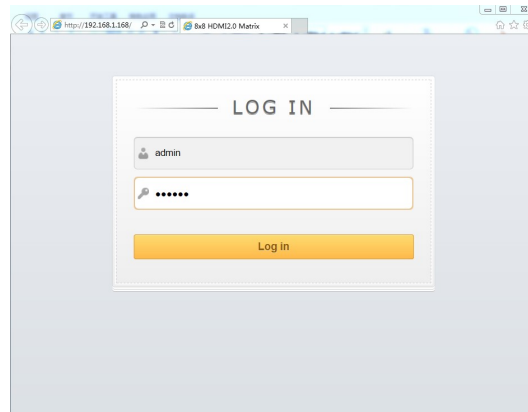 http://192.168.1.168/
8x8 HDMI2.0 Matrix
LOG IN
admin
••••••
Log in